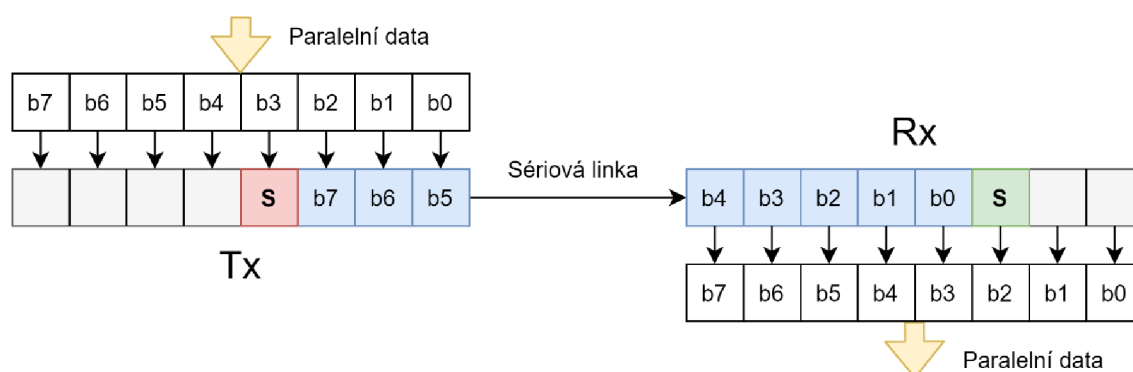 Paralelní data
b7 b6 b5 b4 b3 b2 b1 b0
S b7 b6 b5
Tx
Sériová linka
Rx
b4 b3 b2 b1 b0 S
b7 b6 b5 b4 b3 b2 b1 b0
Paralelní data